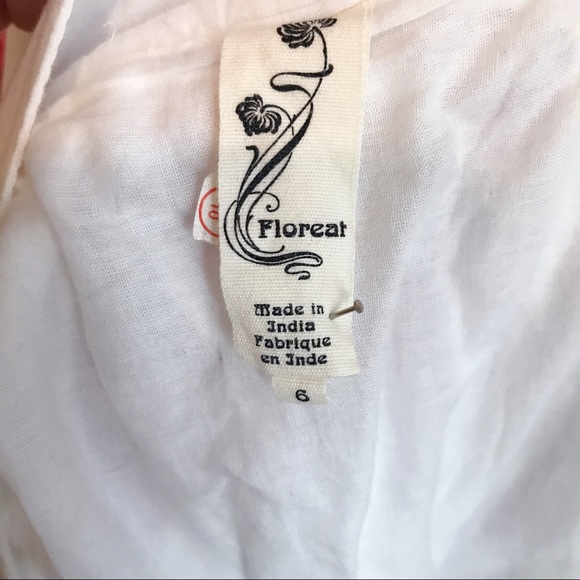 Floreat
Made in
India
Fabrique
en Inde
6